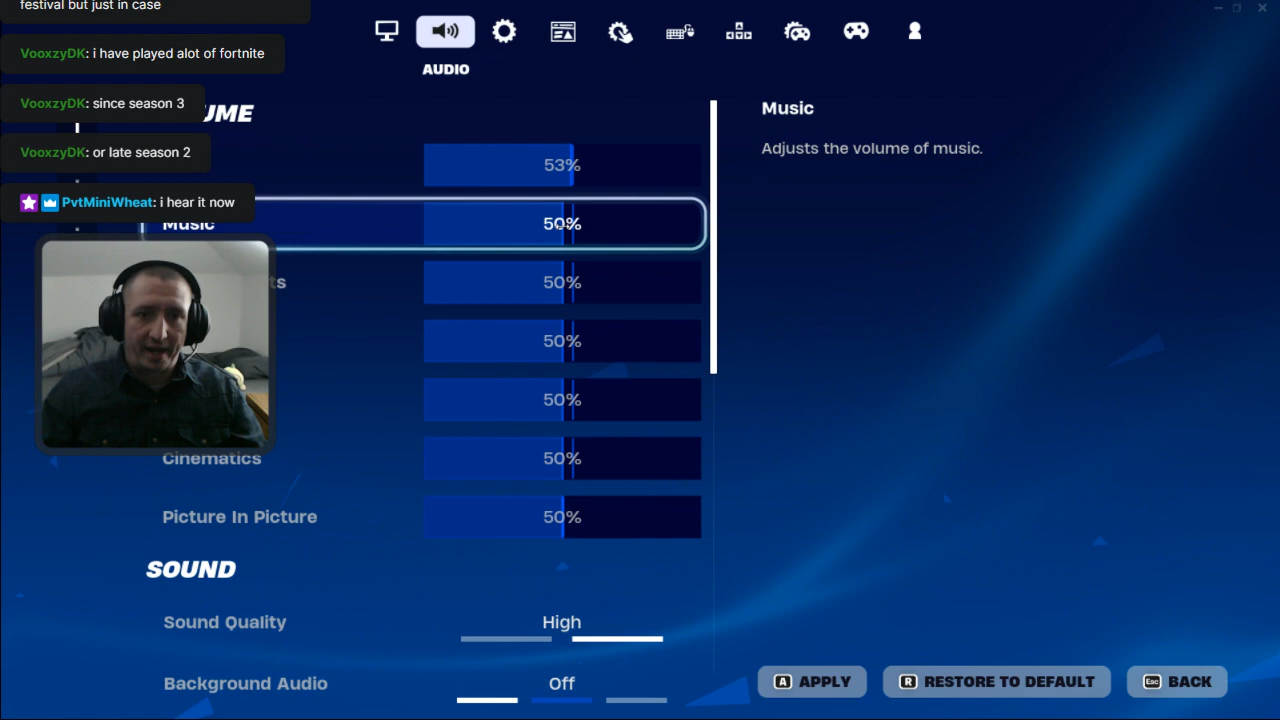 festival but just in case
VooxzyDK: i have played alot of fortnite
VooxzyDK: since season 3
VooxzyDK: or late season 2
PvtMiniWheat: i hear it now
AUDIO
UME
53%
Music
50%
ts
50%
50%
50%
Cinematics
50%
Picture In Picture
50%
SOUND
Sound Quality
High
Background Audio
Off
Music
Adjusts the volume of music.
A APPLY
R RESTORE TO DEFAULT
Esc BACK